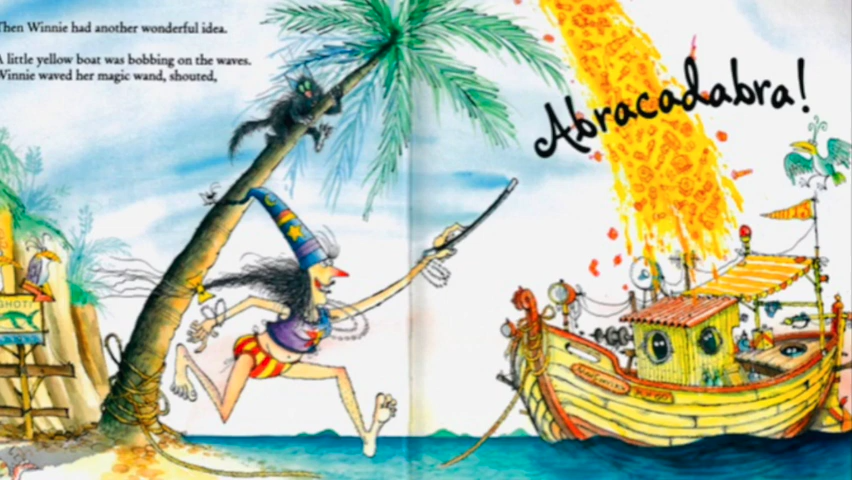 Then Winnie had another wonderful idea.
A little yellow boat was bobbing on the waves.
Winnie waved her magic wand, shouted,
Abracadabra!